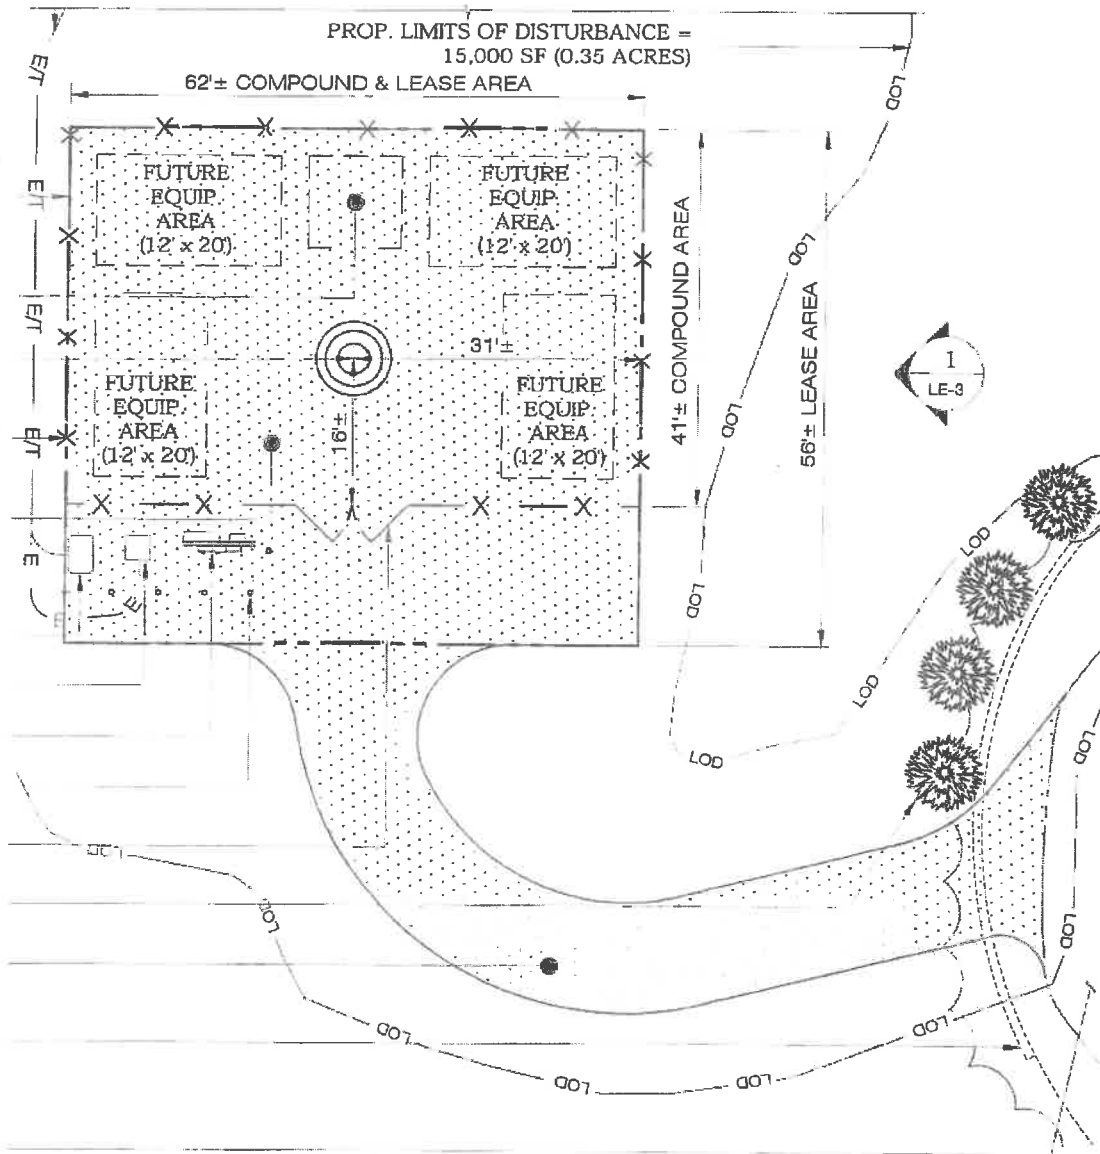 PROP. LIMITS OF DISTURBANCE =
15,000 SF (0.35 ACRES)
62'± COMPOUND & LEASE AREA
E/T
LOD
FUTURE
EQUIP.
AREA
(12' x 20')
FUTURE
EQUIP.
AREA
(12' x 20')
E/T
41'± COMPOUND AREA
56'± LEASE AREA
LOD
E/T
31'±
1
LE-3
FUTURE
EQUIP.
AREA
(12' x 20')
FUTURE
EQUIP.
AREA
(12' x 20')
16'±
LOD
E/T
LOD
E
LOD
E
E
LOD
LOD
LOD
LOD
LOD
LOD
LOD
LOD
LOD
LOD